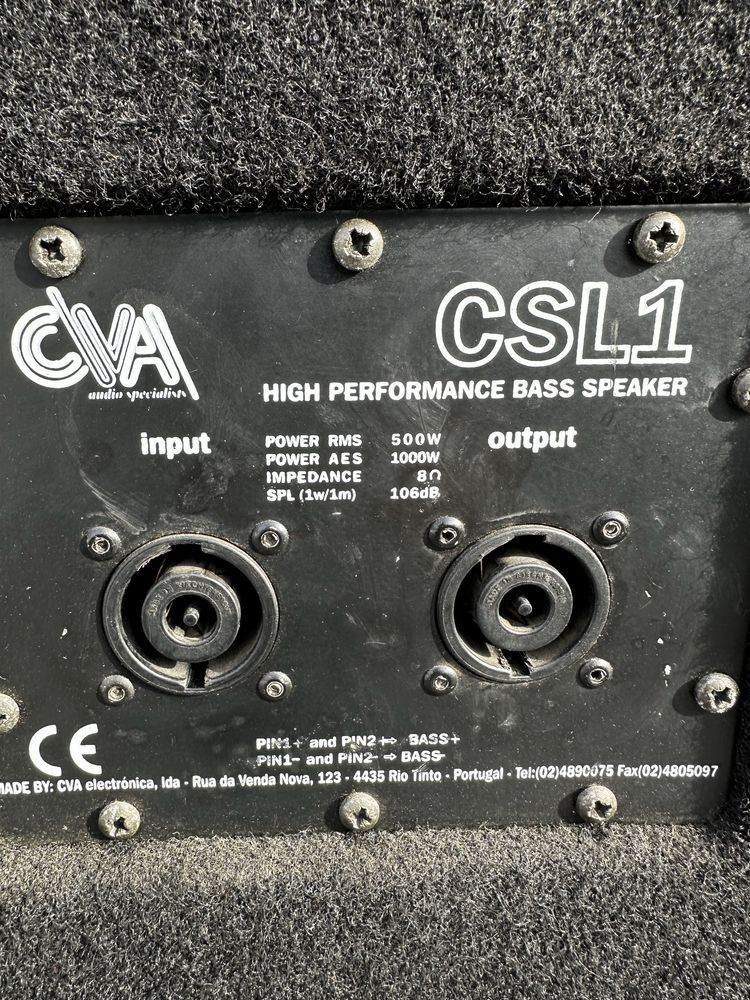 CVA
audio specialists
CSL1
HIGH PERFORMANCE BASS SPEAKER
input
output
POWER RMS 500W
POWER AES 1000W
IMPEDANCE 8Ω
SPL (1w/1m) 106dB
CE
PIN1+ and PIN2+⇒ BASS+
PIN1- and PIN2-⇒ BASS-
MADE BY: CVA electrónica, lda - Rua da Venda Nova, 123 - 4435 Rio Tinto - Portugal - Tel:(02)4890075 Fax(02)4805097